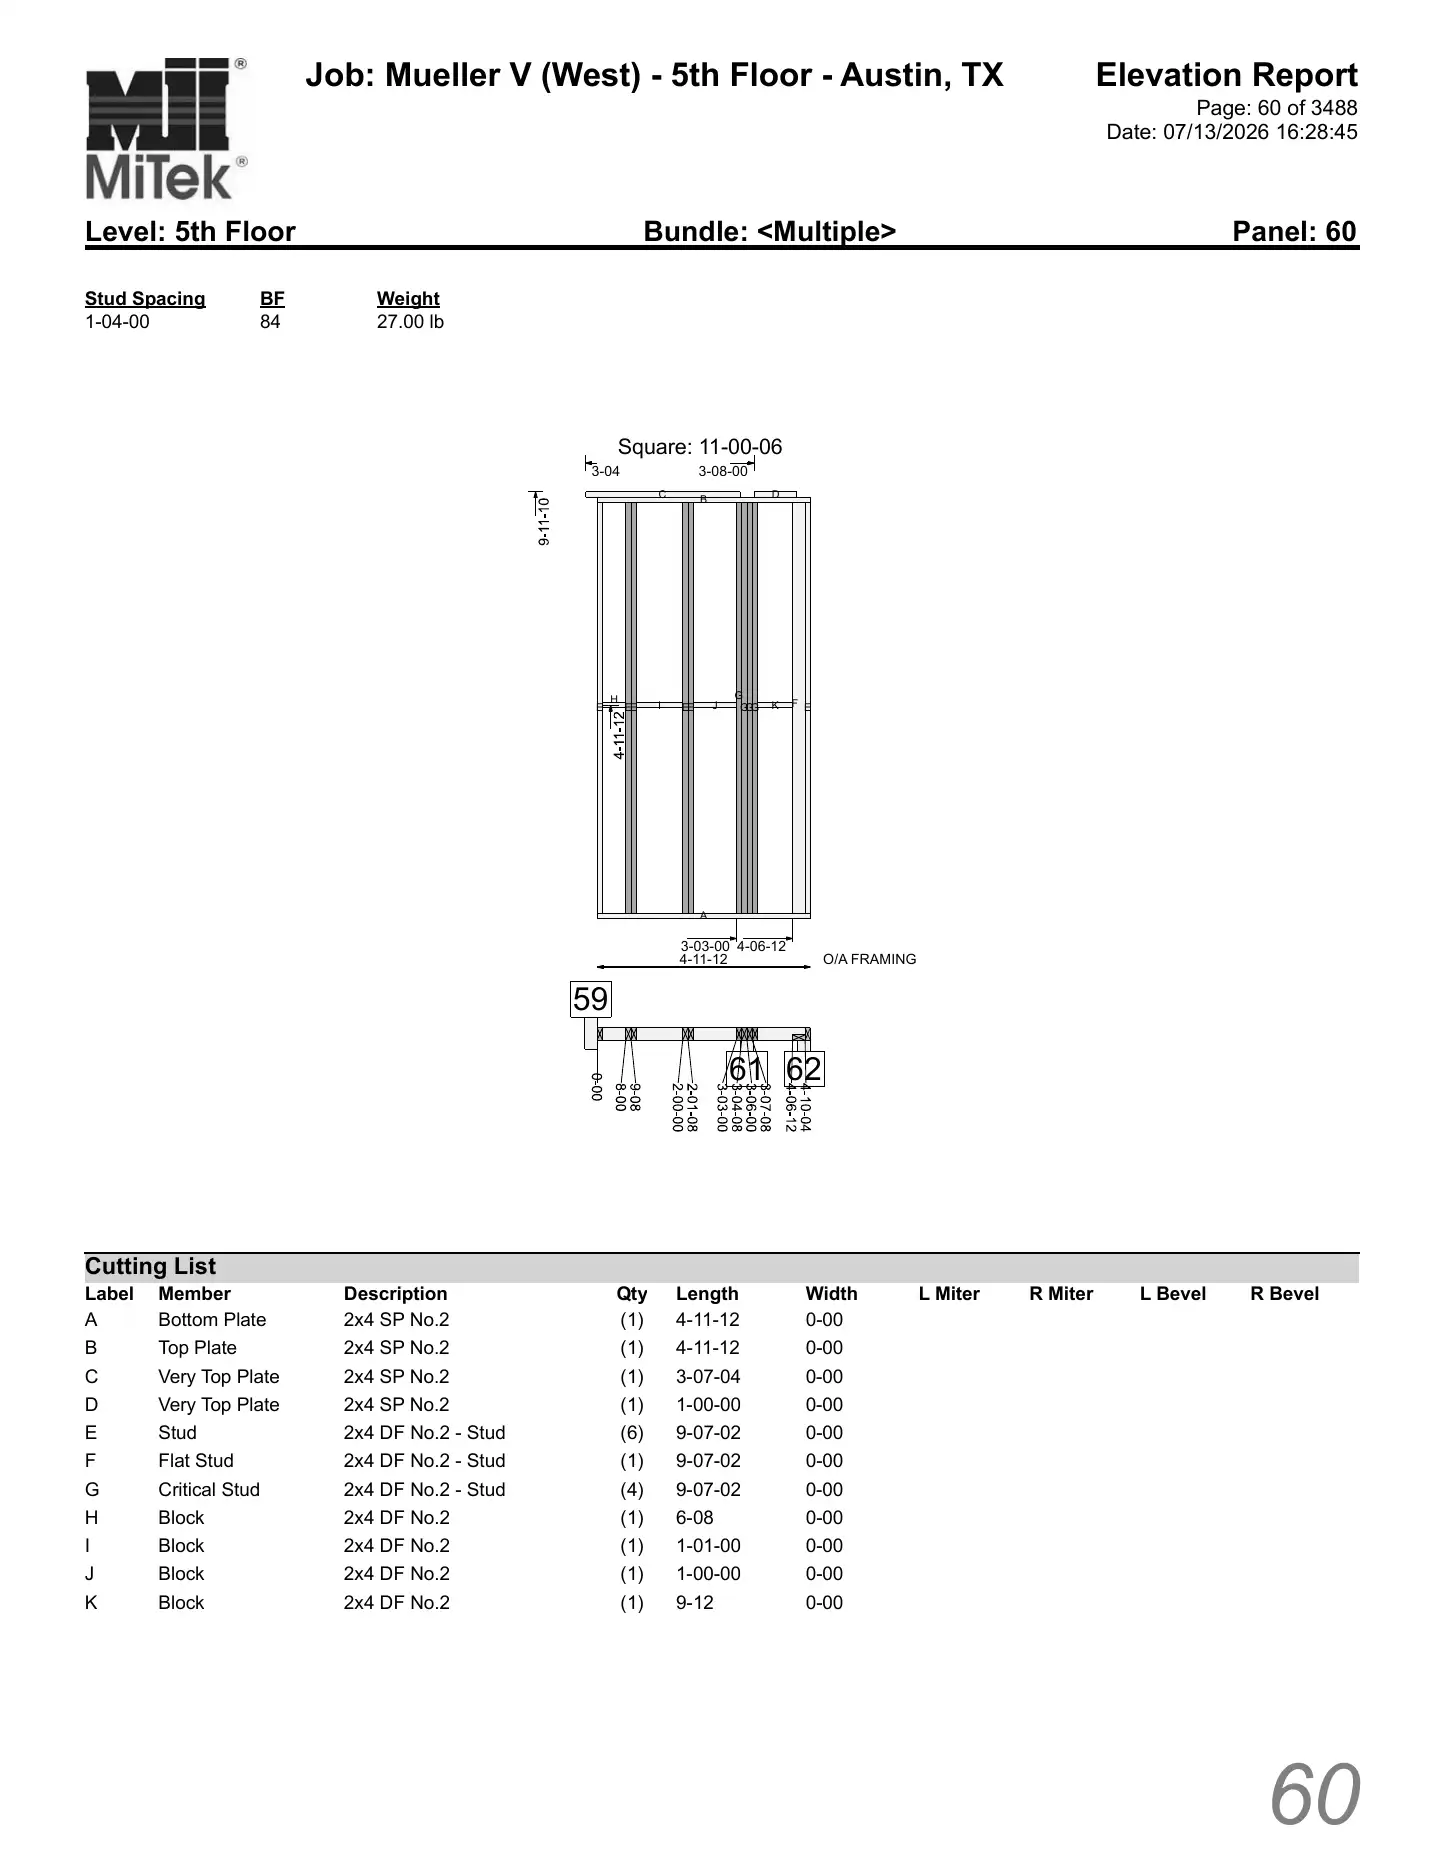 Job: Mueller V (West) - 5th Floor - Austin, TX
Elevation Report
Page: 60 of 3488
Date: 07/13/2026 16:28:45
MiTek®
Level: 5th Floor Bundle: <Multiple> Panel: 60
Stud Spacing BF Weight
1-04-00 84 27.00 lb
Square: 11-00-06
3-04 3-08-00
C B D
9-11-10
H I J G K F
333
4-11-12
A
3-03-00 4-06-12
4-11-12 O/A FRAMING
59
61 62
0-00 8-00 9-08 2-00-00 2-01-08 3-03-00 3-04-08 3-06-00 3-07-08 4-06-12 4-10-04
Cutting List
Label Member Description Qty Length Width L Miter R Miter L Bevel R Bevel
A Bottom Plate 2x4 SP No.2 (1) 4-11-12 0-00
B Top Plate 2x4 SP No.2 (1) 4-11-12 0-00
C Very Top Plate 2x4 SP No.2 (1) 3-07-04 0-00
D Very Top Plate 2x4 SP No.2 (1) 1-00-00 0-00
E Stud 2x4 DF No.2 - Stud (6) 9-07-02 0-00
F Flat Stud 2x4 DF No.2 - Stud (1) 9-07-02 0-00
G Critical Stud 2x4 DF No.2 - Stud (4) 9-07-02 0-00
H Block 2x4 DF No.2 (1) 6-08 0-00
I Block 2x4 DF No.2 (1) 1-01-00 0-00
J Block 2x4 DF No.2 (1) 1-00-00 0-00
K Block 2x4 DF No.2 (1) 9-12 0-00
60